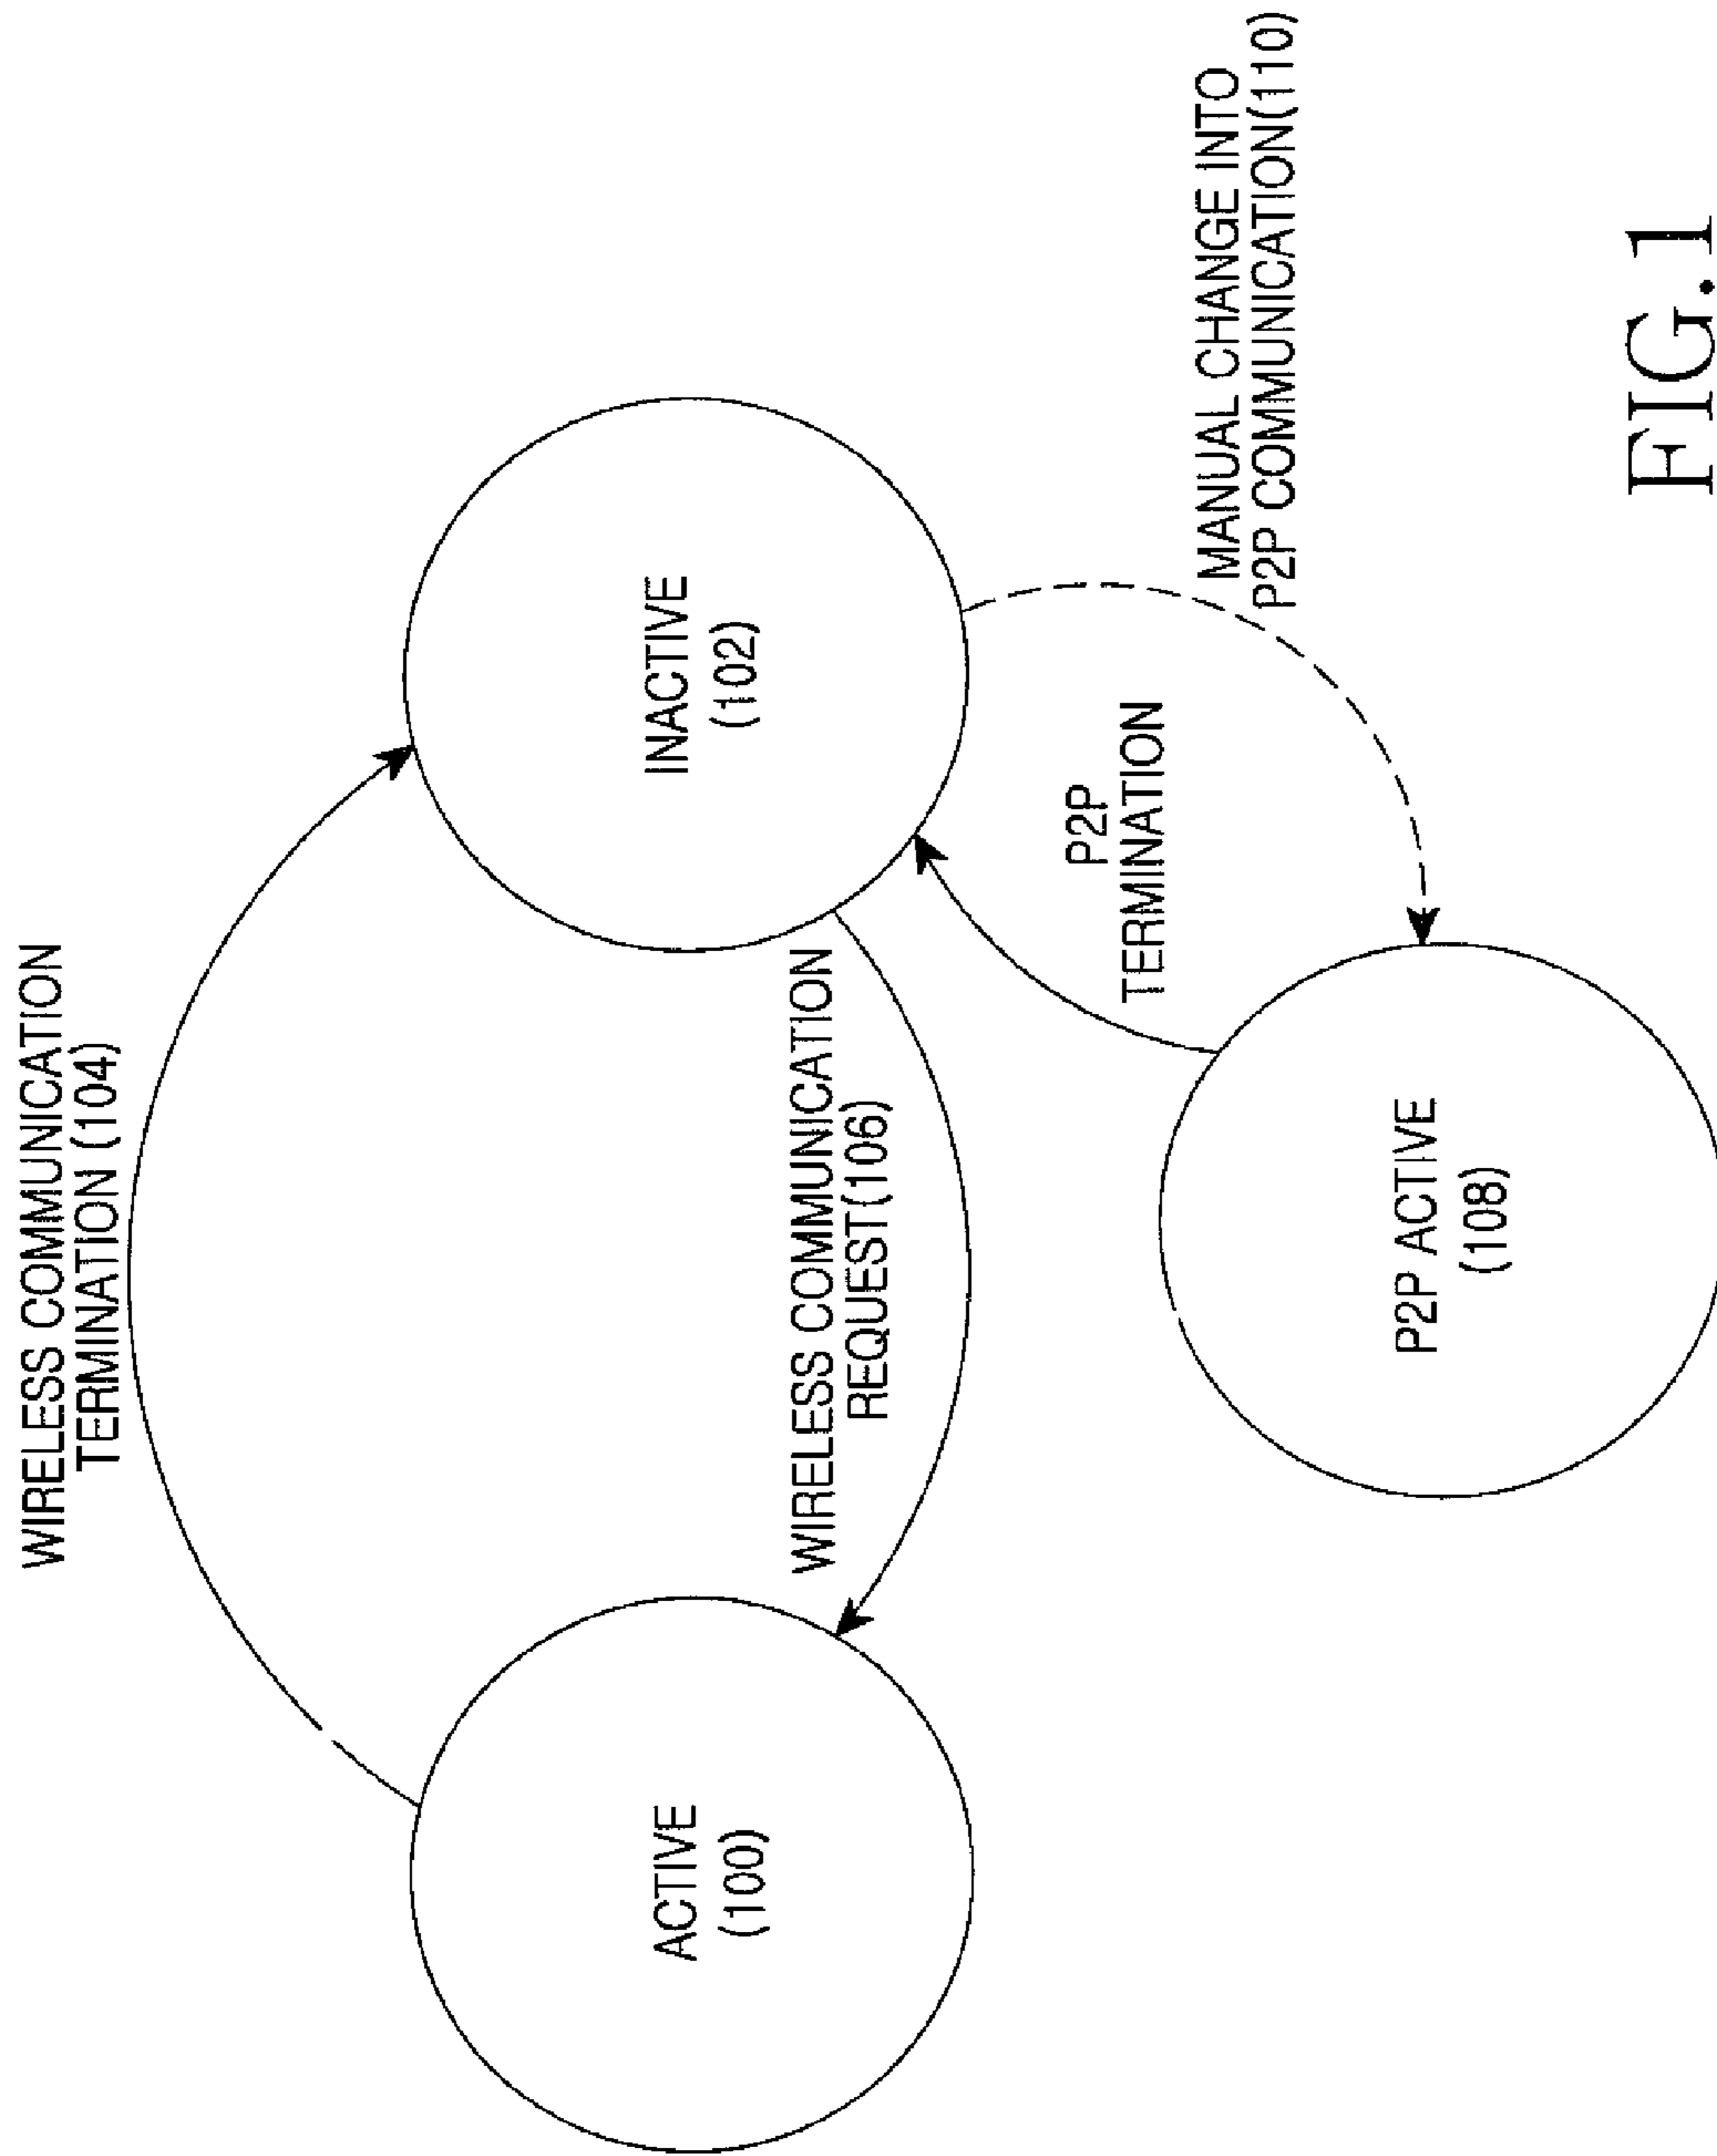 WIRELESS COMMUNICATION
TERMINATION (104)
ACTIVE
(100)
INACTIVE
(102)
WIRELESS COMMUNICATION
REQUEST(106)
P2P
TERMINATION
MANUAL CHANGE INTO
P2P COMMUNICATION(110)
P2P ACTIVE
(108)
FIG.1